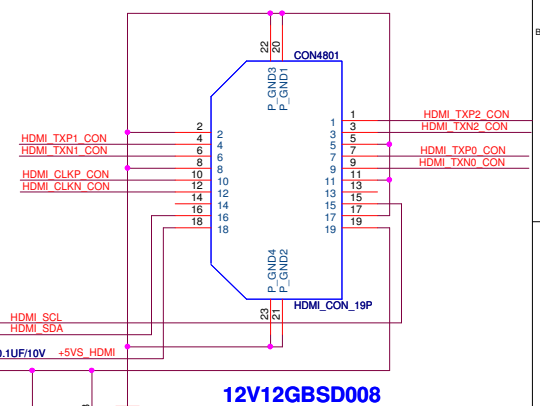 B
22
20
CON4801
P_GND3
P_GND1
HDMI_TXP2_CON
HDMI_TXN2_CON
HDMI_TXP0_CON
HDMI_TXN0_CON
HDMI_TXP1_CON
HDMI_TXN1_CON
HDMI_CLKP_CON
HDMI_CLKN_CON
2 2 1 1
4 4 3 3
6 6 5 5
8 8 7 7
10 10 9 9
12 12 11 11
14 14 13 13
16 16 15 15
18 18 17 17
19 19
P_GND4
P_GND2
23
21
HDMI_CON_19P
HDMI_SCL
HDMI_SDA
0.1UF/10V +5VS_HDMI
12V12GBSD008